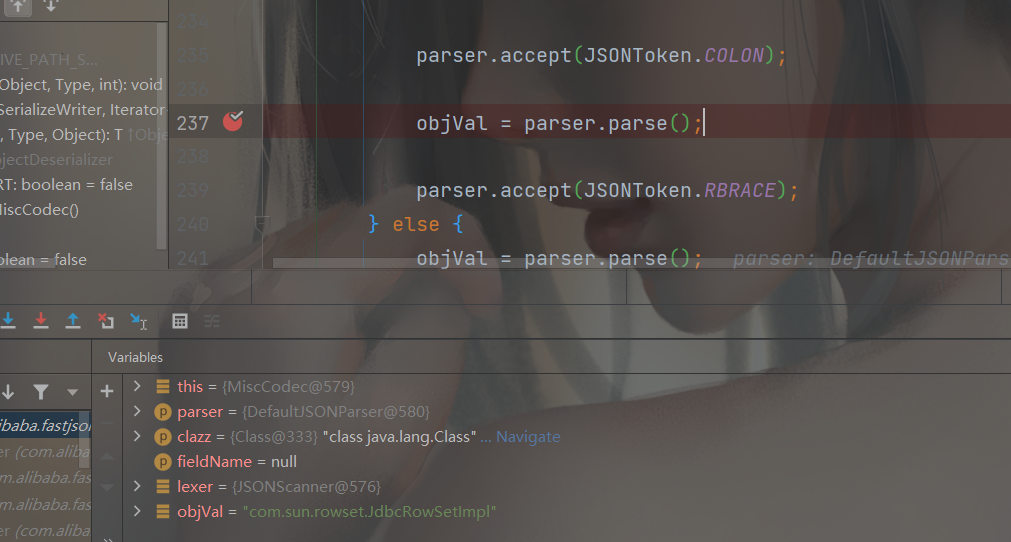 234
235 parser.accept(JSONToken.COLON);
236
237 objVal = parser.parse();
238
239 parser.accept(JSONToken.RBRACE);
240 } else {
241 objVal = parser.parse(); parser: DefaultJSONPars
IVE_PATH_S...
Object, Type, int): void
SerializeWriter, Iterator
, Type, Object): T ↑Obje
bjectDeserializer
RT: boolean = false
MiscCodec()
olean = false
Variables
this = {MiscCodec@579}
parser = {DefaultJSONParser@580}
clazz = {Class@333} "class java.lang.Class" ... Navigate
fieldName = null
lexer = {JSONScanner@576}
objVal = "com.sun.rowset.JdbcRowSetImpl"
libaba.fastjso
er {com.aliba
m.alibaba.fas
m.alibaba.fas
er {com.aliba